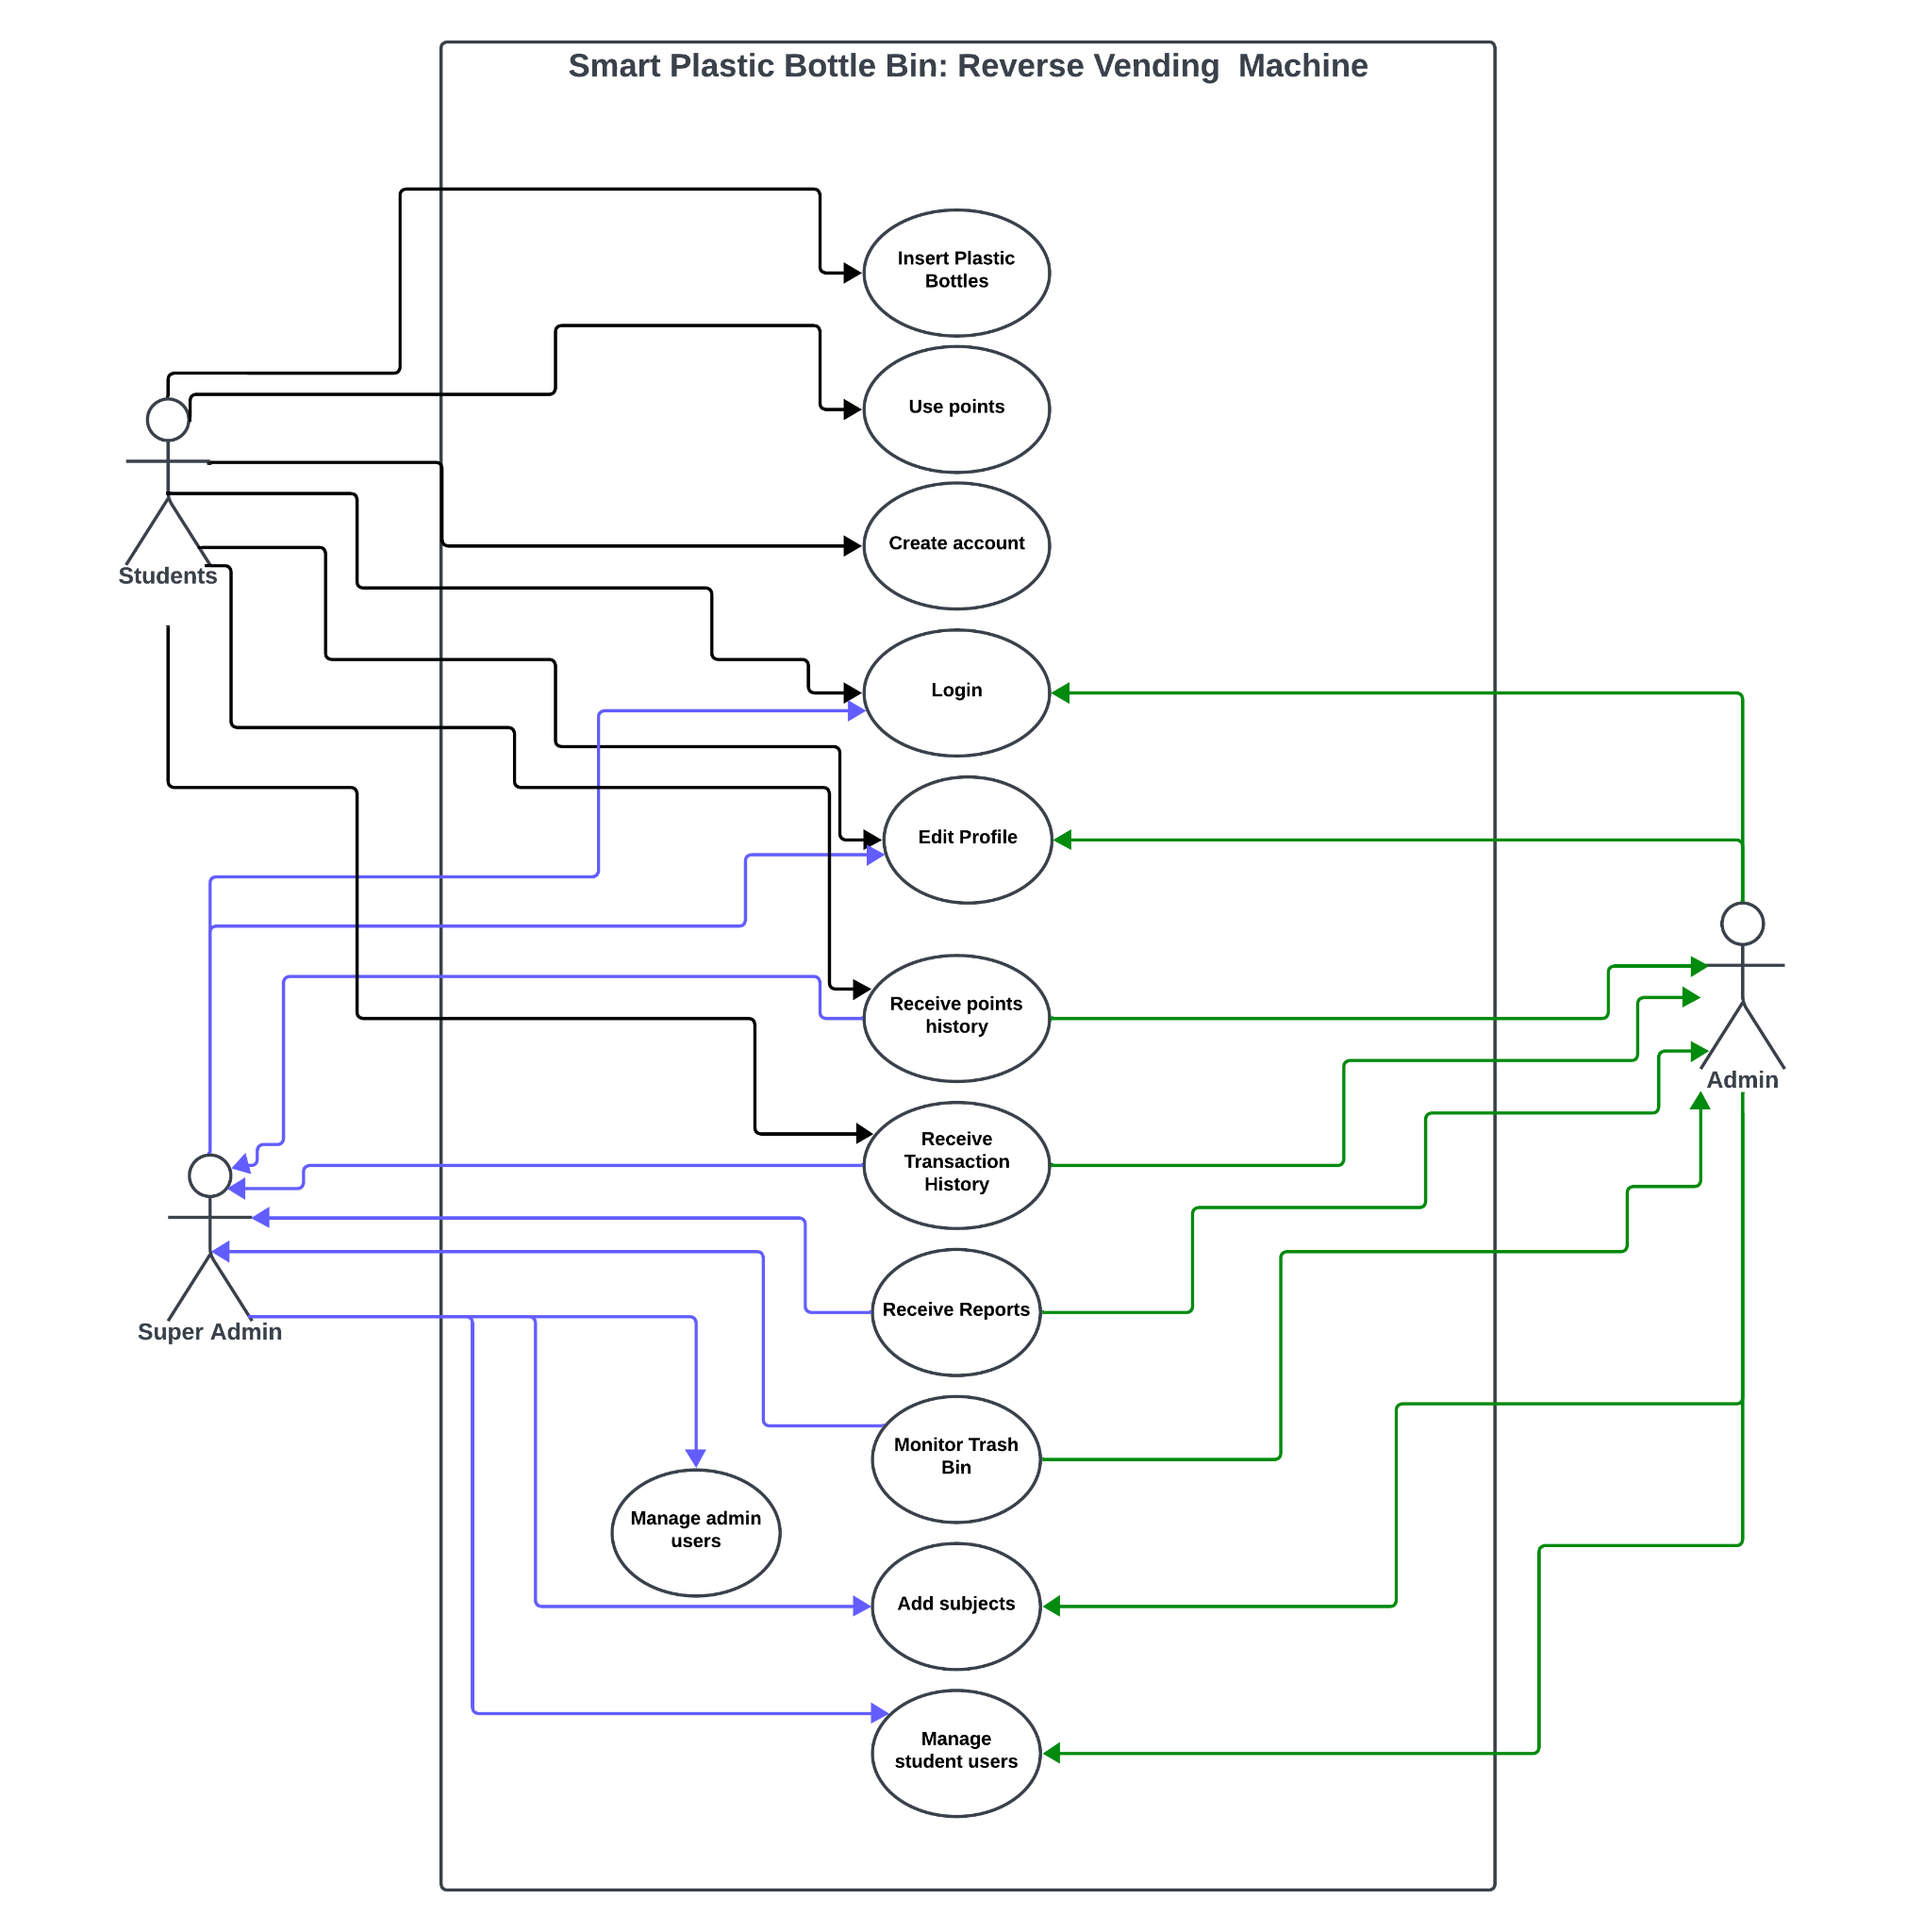 Smart Plastic Bottle Bin: Reverse Vending  Machine
Insert Plastic
Bottles
Use points
Create account
Students
Login
Edit Profile
Receive points
history
Admin
Receive
Transaction
History
Receive Reports
Super Admin
Monitor Trash
Bin
Manage admin
users
Add subjects
Manage
student users